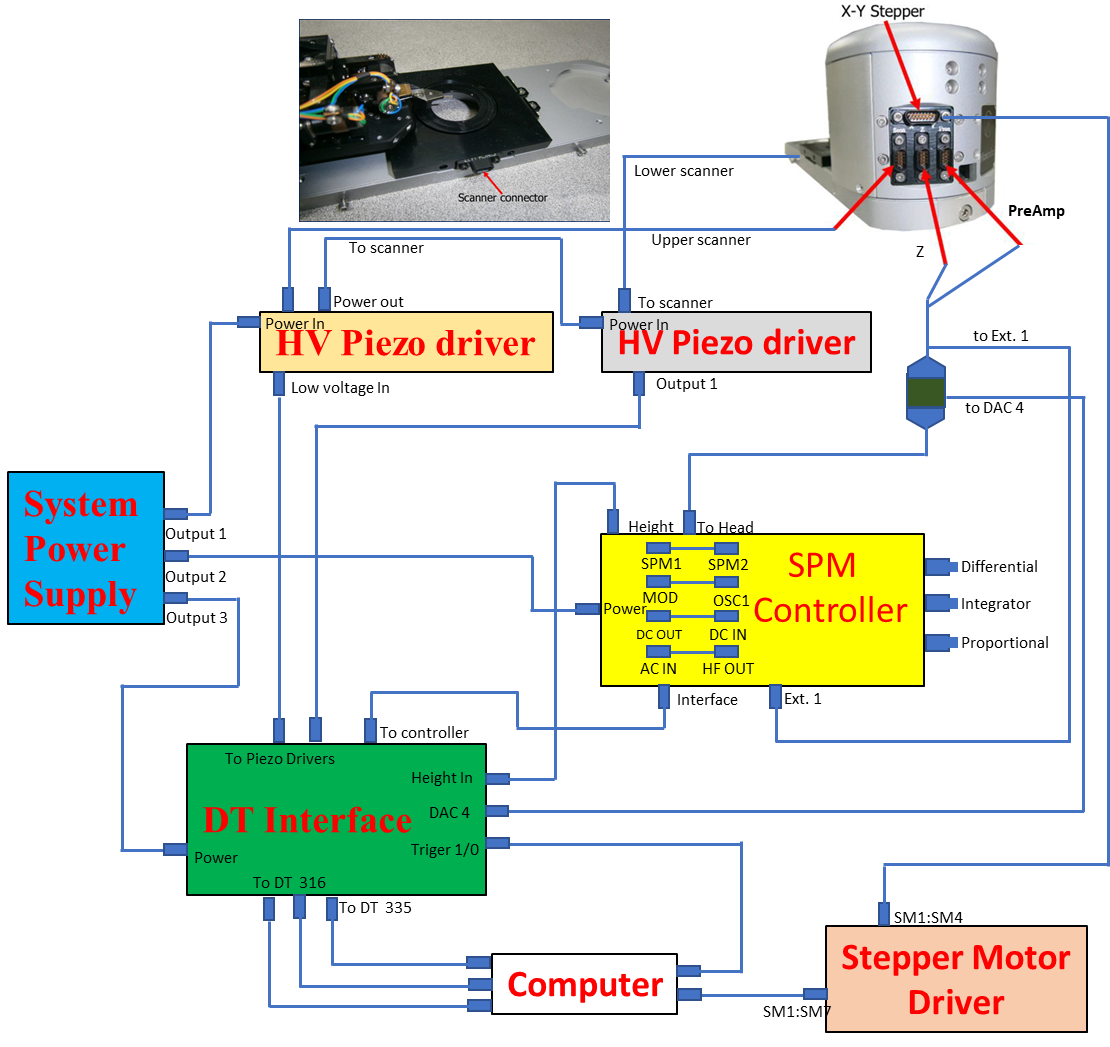 X-Y Stepper
Scanner connector
Lower scanner
PreAmp
Upper scanner
To scanner
Z
Power out
To scanner
Power In
HV Piezo driver
Power In
HV Piezo driver
to Ext. 1
Low voltage In
Output 1
to DAC 4
System
Power
Supply
Output 1
Output 2
Output 3
Height
To Head
SPM1
SPM2
MOD
OSC1
DC OUT
DC IN
AC IN
HF OUT
Power
SPM
Controller
Differential
Integrator
Proportional
Interface
Ext. 1
To controller
To Piezo Drivers
Height In
DAC 4
DT Interface
Triger 1/0
Power
To DT 316
To DT 335
Computer
SM1:SM4
Stepper Motor
Driver
SM1:SM7